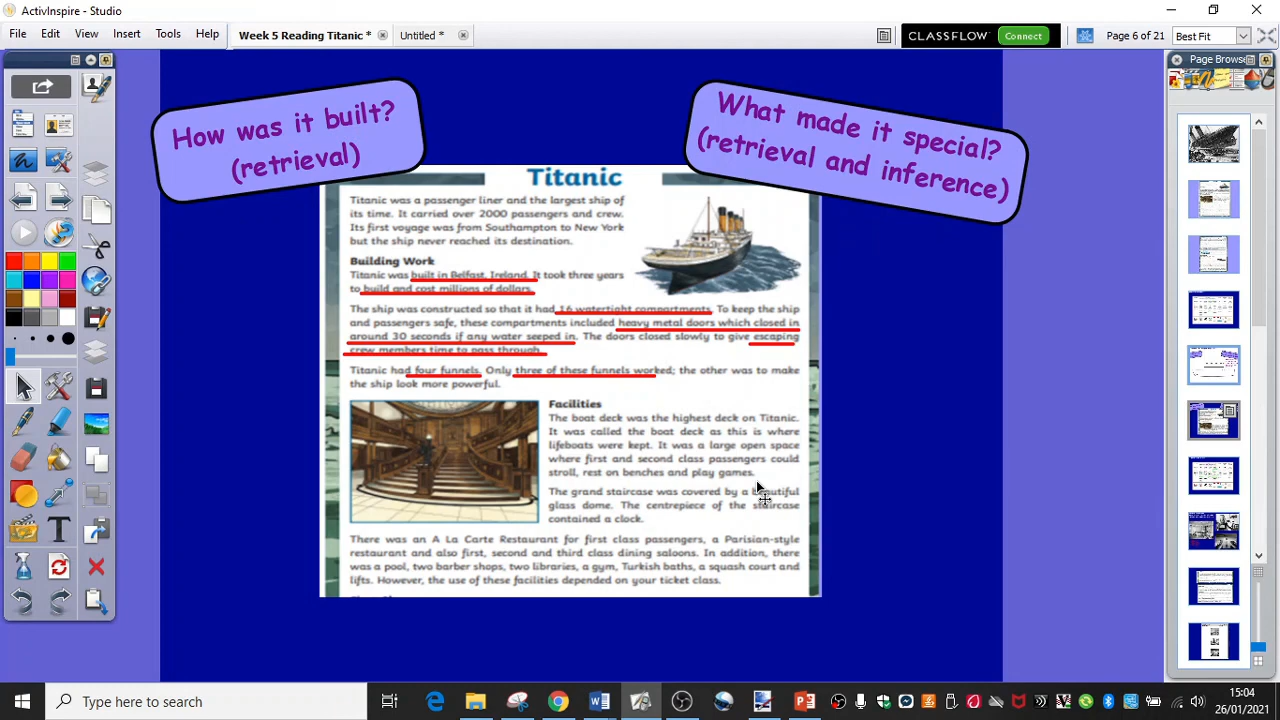 ActivInspire - Studio
File Edit View Insert Tools Help
Week 5 Reading Titanic *
Untitled *
CLASSFLOW
Connect
Page 6 of 21
Best Fit
Page Browse
How was it built?
(retrieval)
What made it special?
(retrieval and inference)
Titanic
Titanic was a passenger liner and the largest ship of
its time. It carried over 2000 passengers and crew.
Its first voyage was from Southampton to New York
but the ship never reached its destination.
Building Work
Titanic was built in Belfast, Ireland. It took three years
to build and cost millions of dollars.
The ship was constructed so that it had 16 watertight compartments. To keep the ship
and passengers safe, these compartments included heavy metal doors which closed in
around 30 seconds if any water seeped in. The doors closed slowly to give escaping
crew members time to pass through.
Titanic had four funnels. Only three of these funnels worked; the other was to make
the ship look more powerful.
Facilities
The boat deck was the highest deck on Titanic.
It was called the boat deck as this is where
lifeboats were kept. It was a large open space
where first and second class passengers could
stroll, rest on benches and play games.
The grand staircase was covered by a beautiful
glass dome. The centrepiece of the staircase
contained a clock.
There was an A La Carte Restaurant for first class passengers, a Parisian-style
restaurant and also first, second and third class dining saloons. In addition, there
was a pool, two barber shops, two libraries, a gym, Turkish baths, a squash court and
lifts. However, the use of these facilities depended on your ticket class.
Type here to search
15:04
26/01/2021